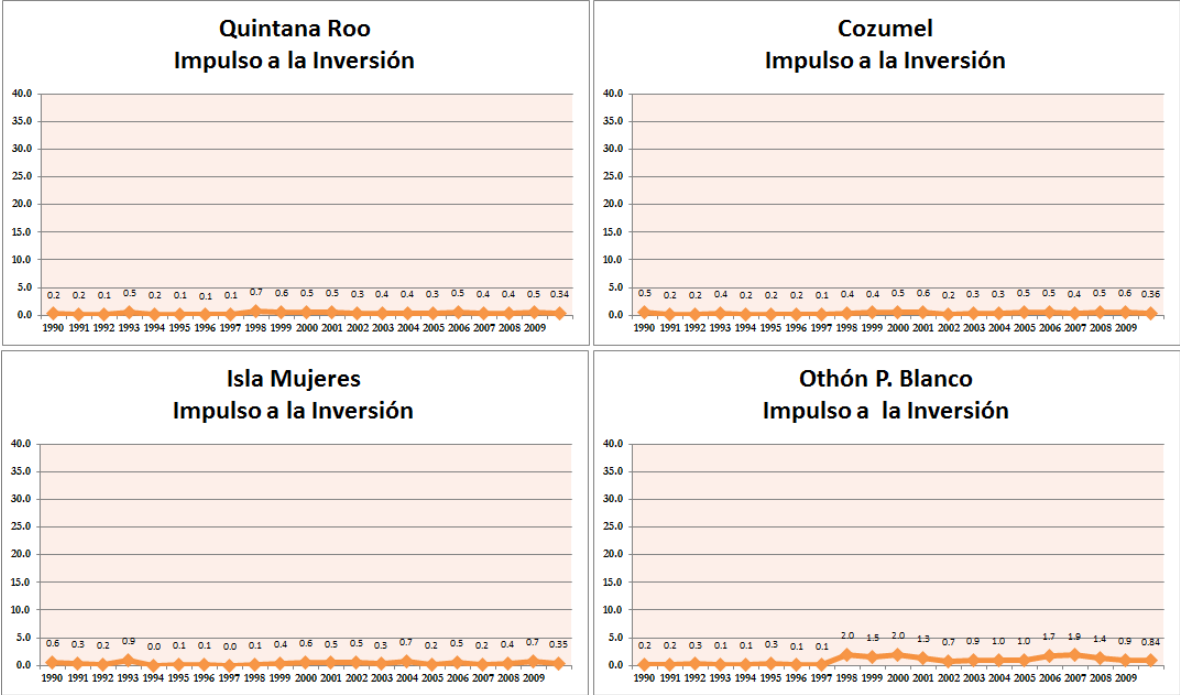 Quintana Roo
Impulso a la Inversión
40.0
35.0
30.0
25.0
20.0
15.0
10.0
5.0
0.0
0.2 0.2 0.1 0.5 0.2 0.1 0.1 0.1 0.7 0.6 0.5 0.5 0.3 0.4 0.4 0.3 0.5 0.4 0.4 0.5 0.34
1990 1991 1992 1993 1994 1995 1996 1997 1998 1999 2000 2001 2002 2003 2004 2005 2006 2007 2008 2009
Cozumel
Impulso a la Inversión
40.0
35.0
30.0
25.0
20.0
15.0
10.0
5.0
0.0
0.5 0.2 0.2 0.4 0.2 0.2 0.2 0.1 0.4 0.4 0.5 0.6 0.2 0.3 0.3 0.5 0.5 0.4 0.5 0.6 0.36
1990 1991 1992 1993 1994 1995 1996 1997 1998 1999 2000 2001 2002 2003 2004 2005 2006 2007 2008 2009
Isla Mujeres
Impulso a la Inversión
40.0
35.0
30.0
25.0
20.0
15.0
10.0
5.0
0.0
0.6 0.3 0.2 0.9 0.0 0.1 0.1 0.0 0.1 0.4 0.6 0.5 0.5 0.3 0.7 0.2 0.5 0.2 0.4 0.7 0.35
1990 1991 1992 1993 1994 1995 1996 1997 1998 1999 2000 2001 2002 2003 2004 2005 2006 2007 2008 2009
Othón P. Blanco
Impulso a  la Inversión
40.0
35.0
30.0
25.0
20.0
15.0
10.0
5.0
0.0
0.2 0.2 0.3 0.1 0.1 0.3 0.1 0.1 2.0 1.5 2.0 1.3 0.7 0.9 1.0 1.0 1.7 1.9 1.4 0.9 0.84
1990 1991 1992 1993 1994 1995 1996 1997 1998 1999 2000 2001 2002 2003 2004 2005 2006 2007 2008 2009